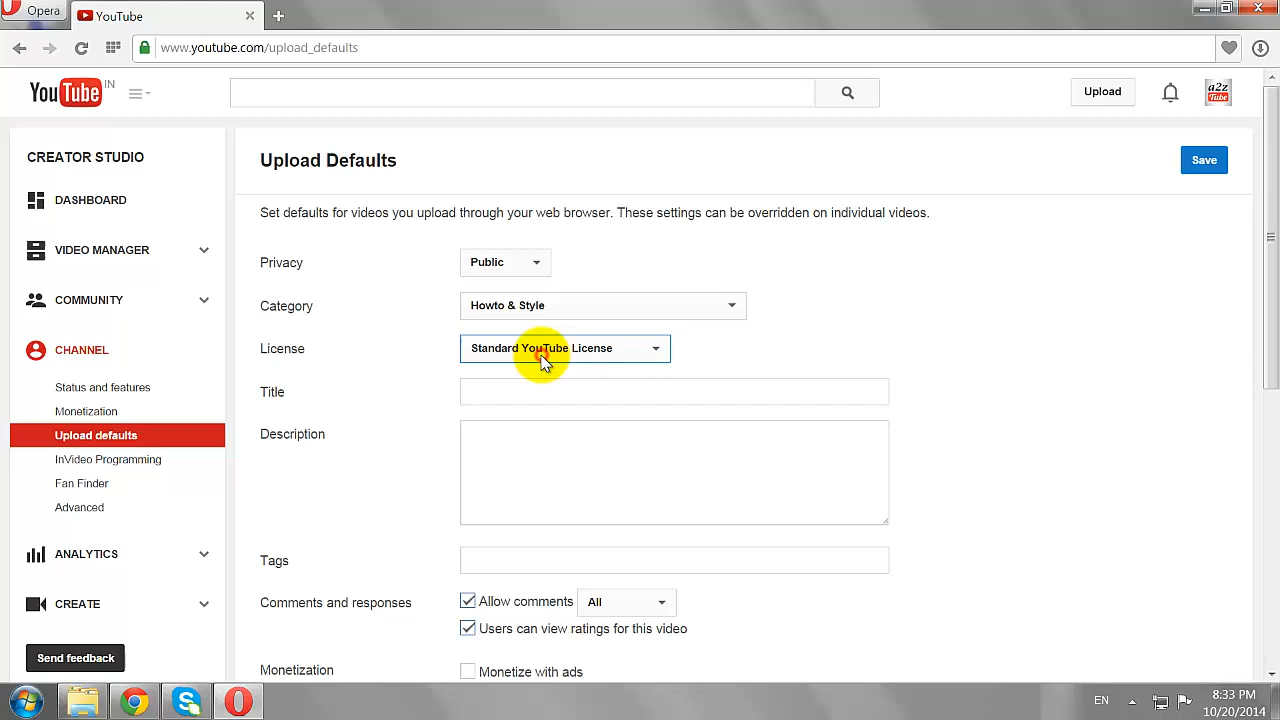 Opera
YouTube
www.youtube.com/upload_defaults
YouTube IN
Upload
a2z
Tube
CREATOR STUDIO
DASHBOARD
VIDEO MANAGER
COMMUNITY
CHANNEL
Status and features
Monetization
Upload defaults
InVideo Programming
Fan Finder
Advanced
ANALYTICS
CREATE
Send feedback
Upload Defaults
Save
Set defaults for videos you upload through your web browser. These settings can be overridden on individual videos.
Privacy
Public
Category
Howto & Style
License
Standard YouTube License
Title
Description
Tags
Comments and responses
Allow comments
All
Users can view ratings for this video
Monetization
Monetize with ads
EN
8:33 PM
10/20/2014